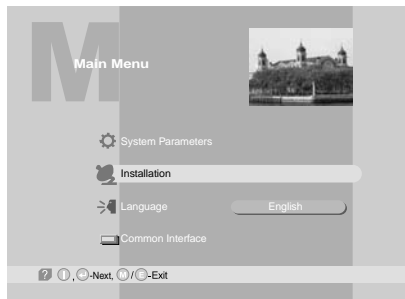 M
Main Menu
System Parameters
Installation
Language English
Common Interface
? , -Next, M / E -Exit